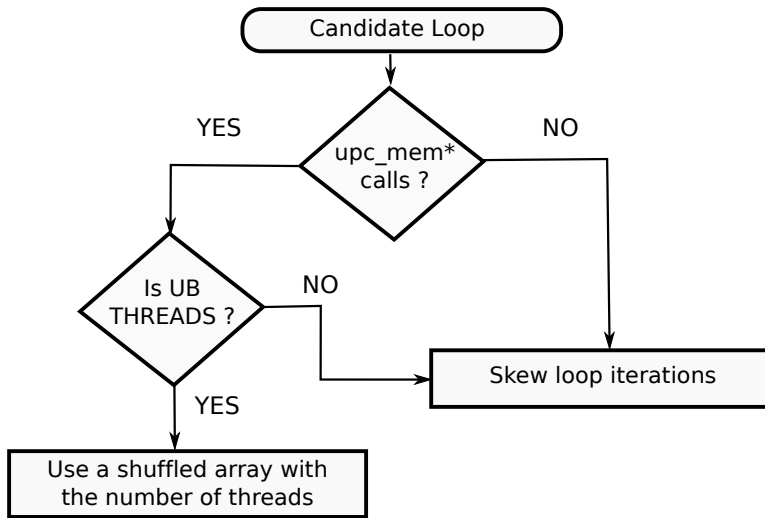 Candidate Loop
YES
NO
upc_mem*
calls ?
Is UB
THREADS ?
NO
Skew loop iterations
YES
Use a shuffled array with
the number of threads